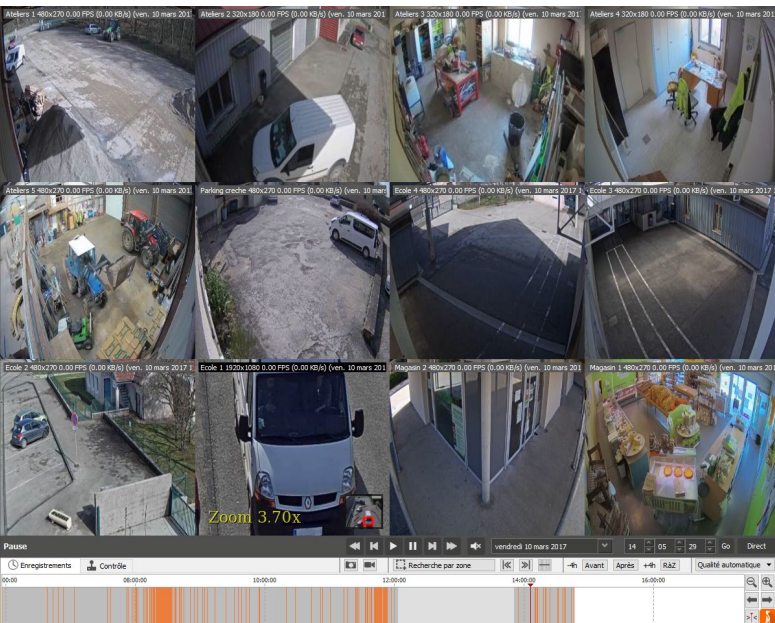 Ateliers 1 480x270 0.00 FPS (0.00 KB/s) (ven. 10 mars 201
Ateliers 2 320x180 0.00 FPS (0.00 KB/s) (ven. 10 mars 201
Ateliers 3 320x180 0.00 FPS (0.00 KB/s) (ven. 10 mars 201
Ateliers 4 320x180 0.00 FPS (0.00 KB/s) (ven. 10 mars 201
Ateliers 5 480x270 0.00 FPS (0.00 KB/s) (ven. 10 mars 201
Parking creche 480x270 0.00 FPS (0.00 KB/s) (ven. 10 mars
Ecole 4 480x270 0.00 FPS (0.00 KB/s) (ven. 10 mars 2017 1
Ecole 3 480x270 0.00 FPS (0.00 KB/s) (ven. 10 mars 2017
Ecole 2 480x270 0.00 FPS (0.00 KB/s) (ven. 10 mars 2017 1
Ecole 1 1920x1080 0.00 FPS (0.00 KB/s) (ven. 10 mars 201
Magasin 2 480x270 0.00 FPS (0.00 KB/s) (ven. 10 mars 201
Magasin 1 480x270 0.00 FPS (0.00 KB/s) (ven. 10 mars 201
Zoom 3.70x
Pause vendredi 10 mars 2017 14 05 29 Go Direct
Enregistrements Contrôle Recherche par zone -4h Avant Après +4h RàZ Qualité automatique
00:00 08:00:00 10:00:00 12:00:00 14:00:00 16:00:00